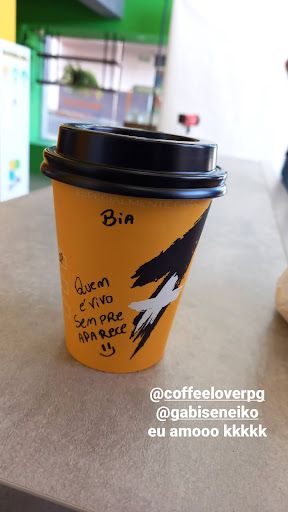 Bia
Quem
é vivo
sempre
aparece
@coffeeloverpg
@gabiseneiko
eu amooo kkkkk